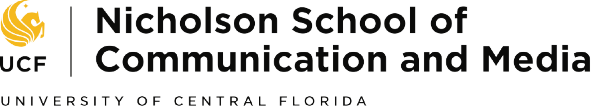 UCF
Nicholson School of
Communication and Media
UNIVERSITY OF CENTRAL FLORIDA